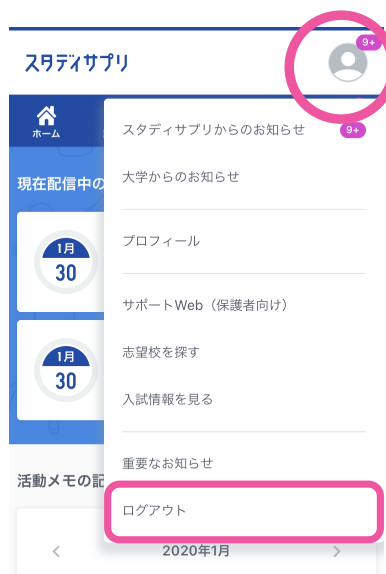 スタディサプリ
9+
ホーム
現在配信中の
1月
30
1月
30
スタディサプリからのお知らせ
9+
大学からのお知らせ
プロフィール
サポートWeb（保護者向け）
志望校を探す
入試情報を見る
重要なお知らせ
ログアウト
活動メモの記
2020年1月